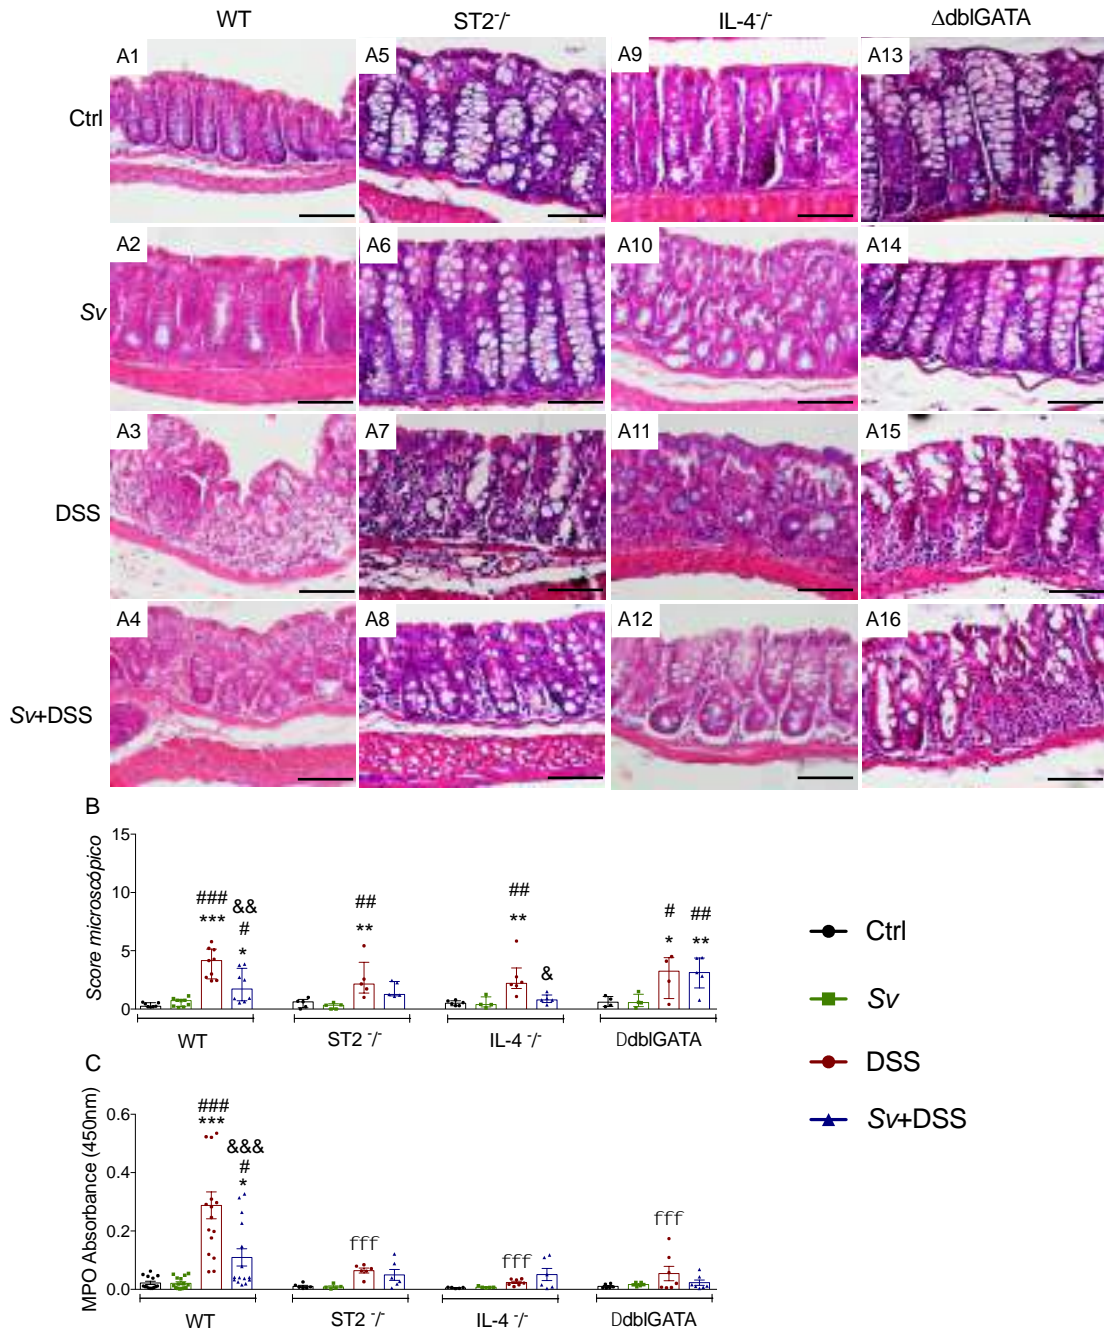 WT ST2⁻/⁻ IL-4⁻/⁻ ΔdblGATA
Ctrl A1 A5 A9 A13
Sv A2 A6 A10 A14
DSS A3 A7 A11 A15
Sv+DSS A4 A8 A12 A16
B
Score microscópico
15
10
5
0
###
***
&&
#
*
##
**
##
**
&
#
*
##
**
WT ST2 ⁻/⁻ IL-4 ⁻/⁻ DdblGATA
Ctrl
Sv
DSS
Sv+DSS
C
MPO Absorbance (450nm)
0.6
0.4
0.2
0.0
###
***
&&&
#
*
fff
fff
fff
WT ST2 ⁻/⁻ IL-4 ⁻/⁻ DdblGATA